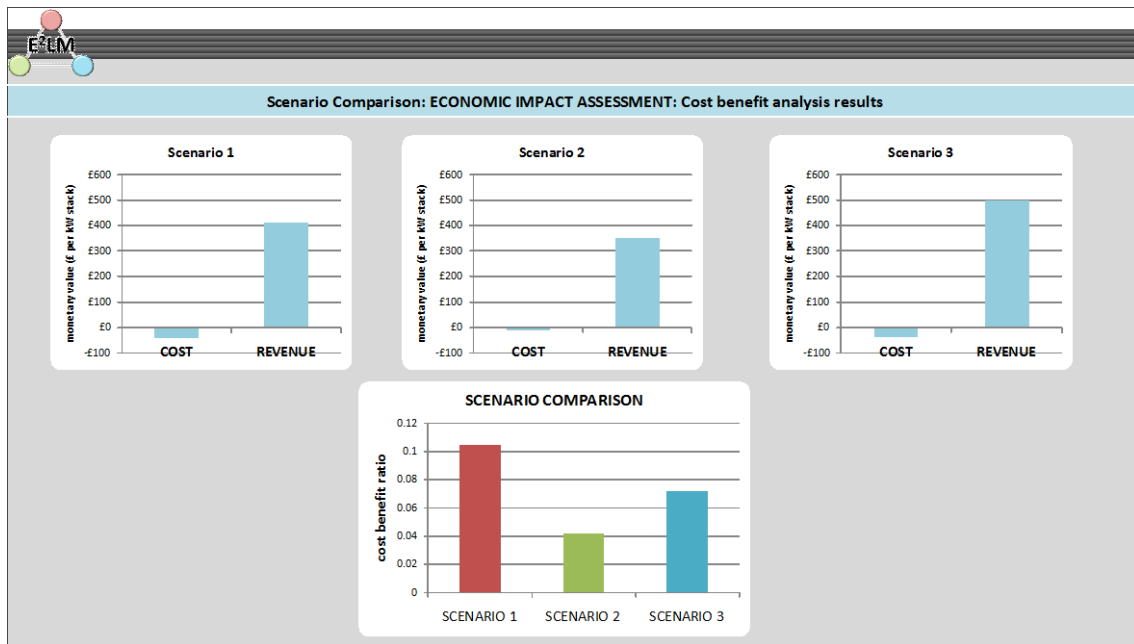 E²LM
Scenario Comparison: ECONOMIC IMPACT ASSESSMENT: Cost benefit analysis results
Scenario 1
monetary value (£ per kW stack)
£600
£500
£400
£300
£200
£100
£0
-£100
COST
REVENUE
Scenario 2
monetary value (£ per kW stack)
£600
£500
£400
£300
£200
£100
£0
-£100
COST
REVENUE
Scenario 3
monetary value (£ per kW stack)
£600
£500
£400
£300
£200
£100
£0
-£100
COST
REVENUE
SCENARIO COMPARISON
cost benefit ratio
0.12
0.1
0.08
0.06
0.04
0.02
0
SCENARIO 1
SCENARIO 2
SCENARIO 3